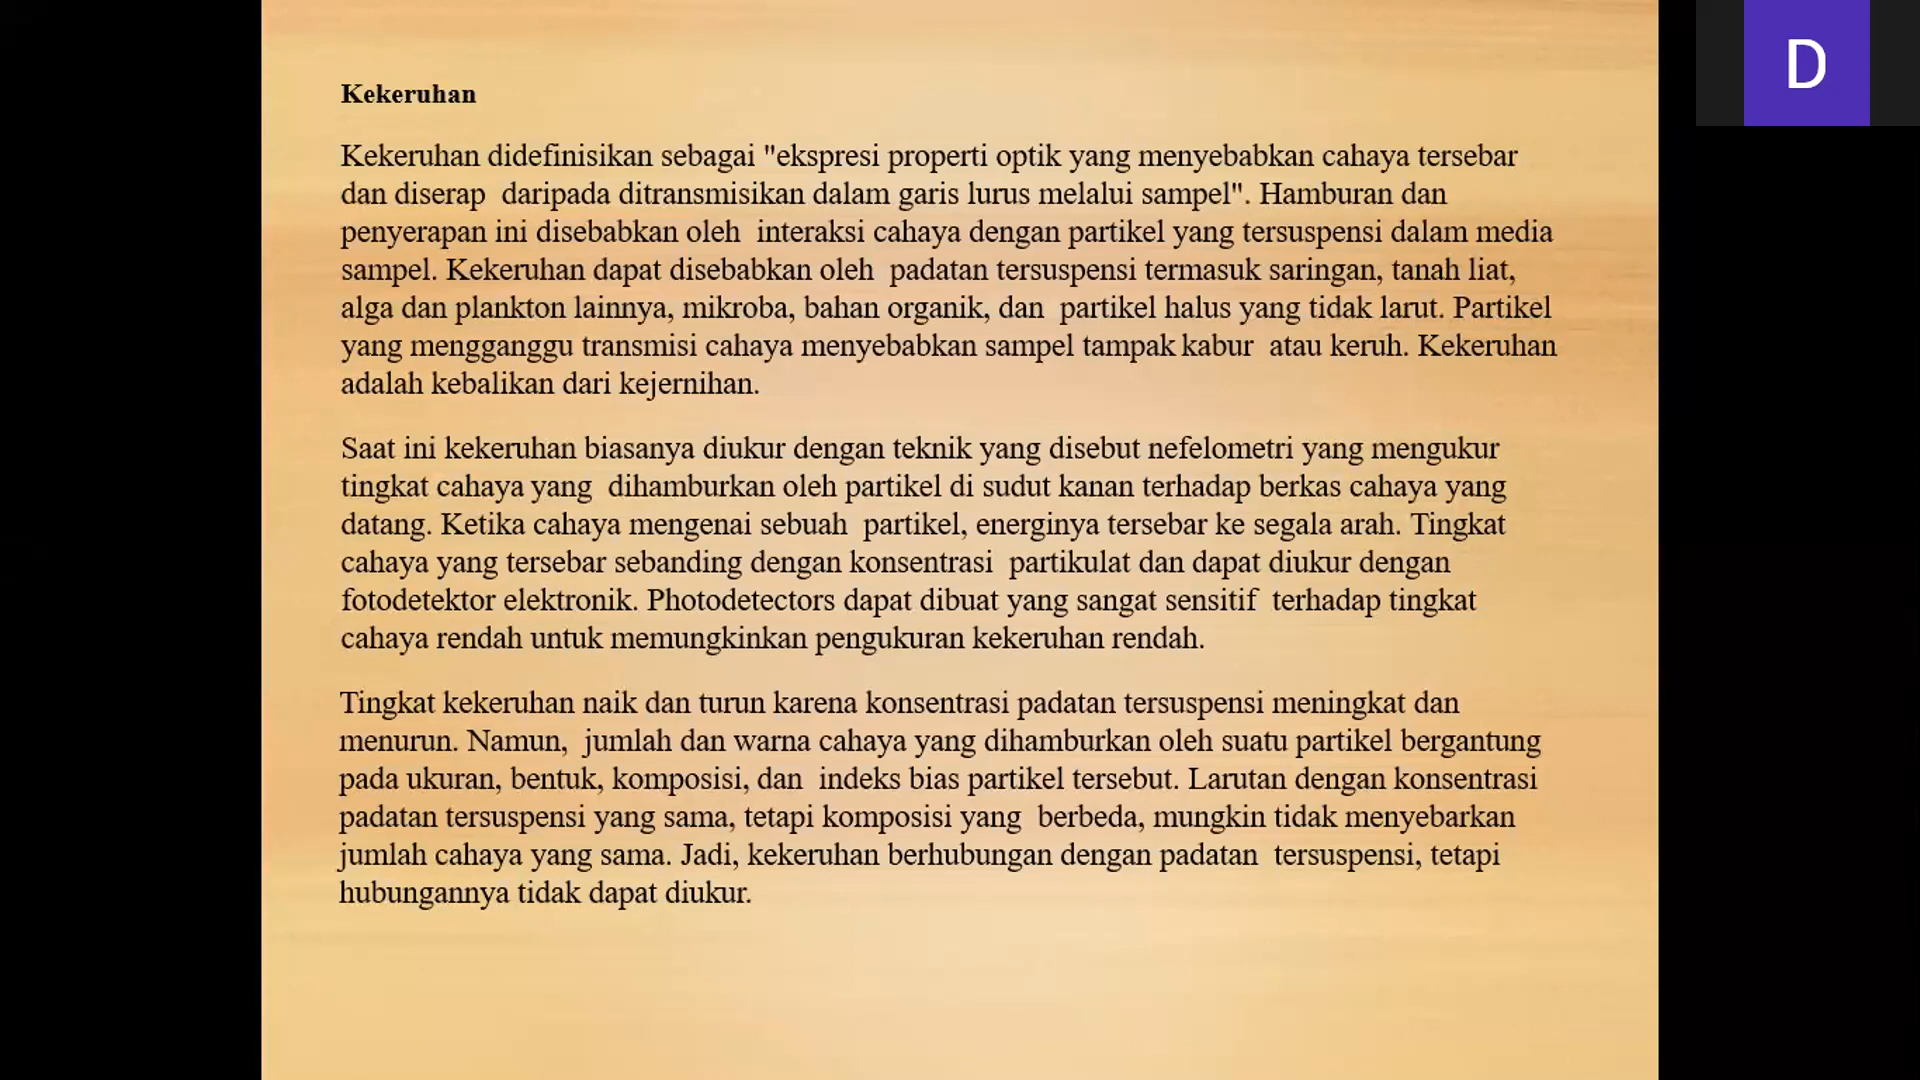 D
Kekeruhan
Kekeruhan didefinisikan sebagai "ekspresi properti optik yang menyebabkan cahaya tersebar
dan diserap daripada ditransmisikan dalam garis lurus melalui sampel". Hamburan dan
penyerapan ini disebabkan oleh interaksi cahaya dengan partikel yang tersuspensi dalam media
sampel. Kekeruhan dapat disebabkan oleh padatan tersuspensi termasuk saringan, tanah liat,
alga dan plankton lainnya, mikroba, bahan organik, dan partikel halus yang tidak larut. Partikel
yang mengganggu transmisi cahaya menyebabkan sampel tampak kabur atau keruh. Kekeruhan
adalah kebalikan dari kejernihan.
Saat ini kekeruhan biasanya diukur dengan teknik yang disebut nefelometri yang mengukur
tingkat cahaya yang dihamburkan oleh partikel di sudut kanan terhadap berkas cahaya yang
datang. Ketika cahaya mengenai sebuah partikel, energinya tersebar ke segala arah. Tingkat
cahaya yang tersebar sebanding dengan konsentrasi partikulat dan dapat diukur dengan
fotodetektor elektronik. Photodetectors dapat dibuat yang sangat sensitif terhadap tingkat
cahaya rendah untuk memungkinkan pengukuran kekeruhan rendah.
Tingkat kekeruhan naik dan turun karena konsentrasi padatan tersuspensi meningkat dan
menurun. Namun, jumlah dan warna cahaya yang dihamburkan oleh suatu partikel bergantung
pada ukuran, bentuk, komposisi, dan indeks bias partikel tersebut. Larutan dengan konsentrasi
padatan tersuspensi yang sama, tetapi komposisi yang berbeda, mungkin tidak menyebarkan
jumlah cahaya yang sama. Jadi, kekeruhan berhubungan dengan padatan tersuspensi, tetapi
hubungannya tidak dapat diukur.